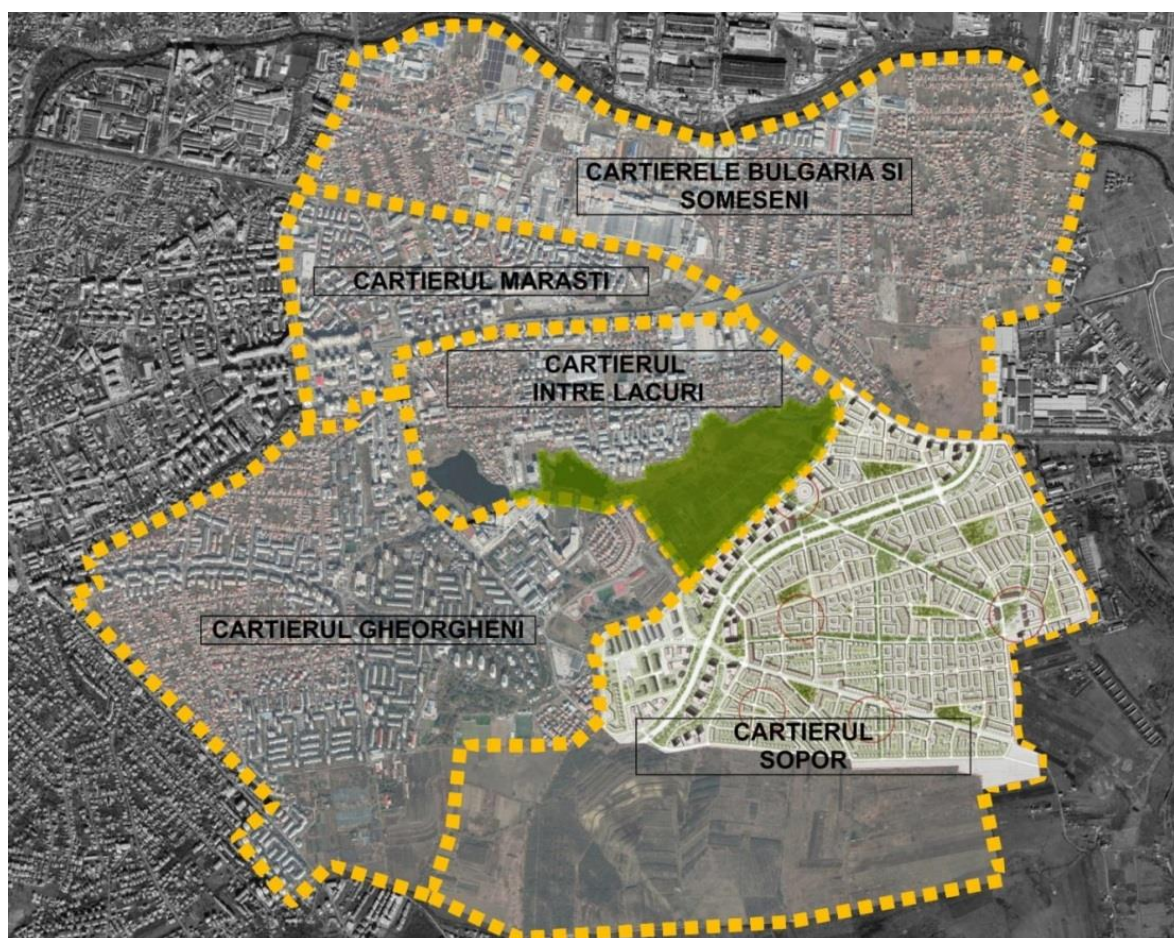 CARTIERELE BULGARIA SI
SOMESENI
CARTIERUL MARASTI
CARTIERUL
INTRE LACURI
CARTIERUL GHEORGHENI
CARTIERUL
SOPOR